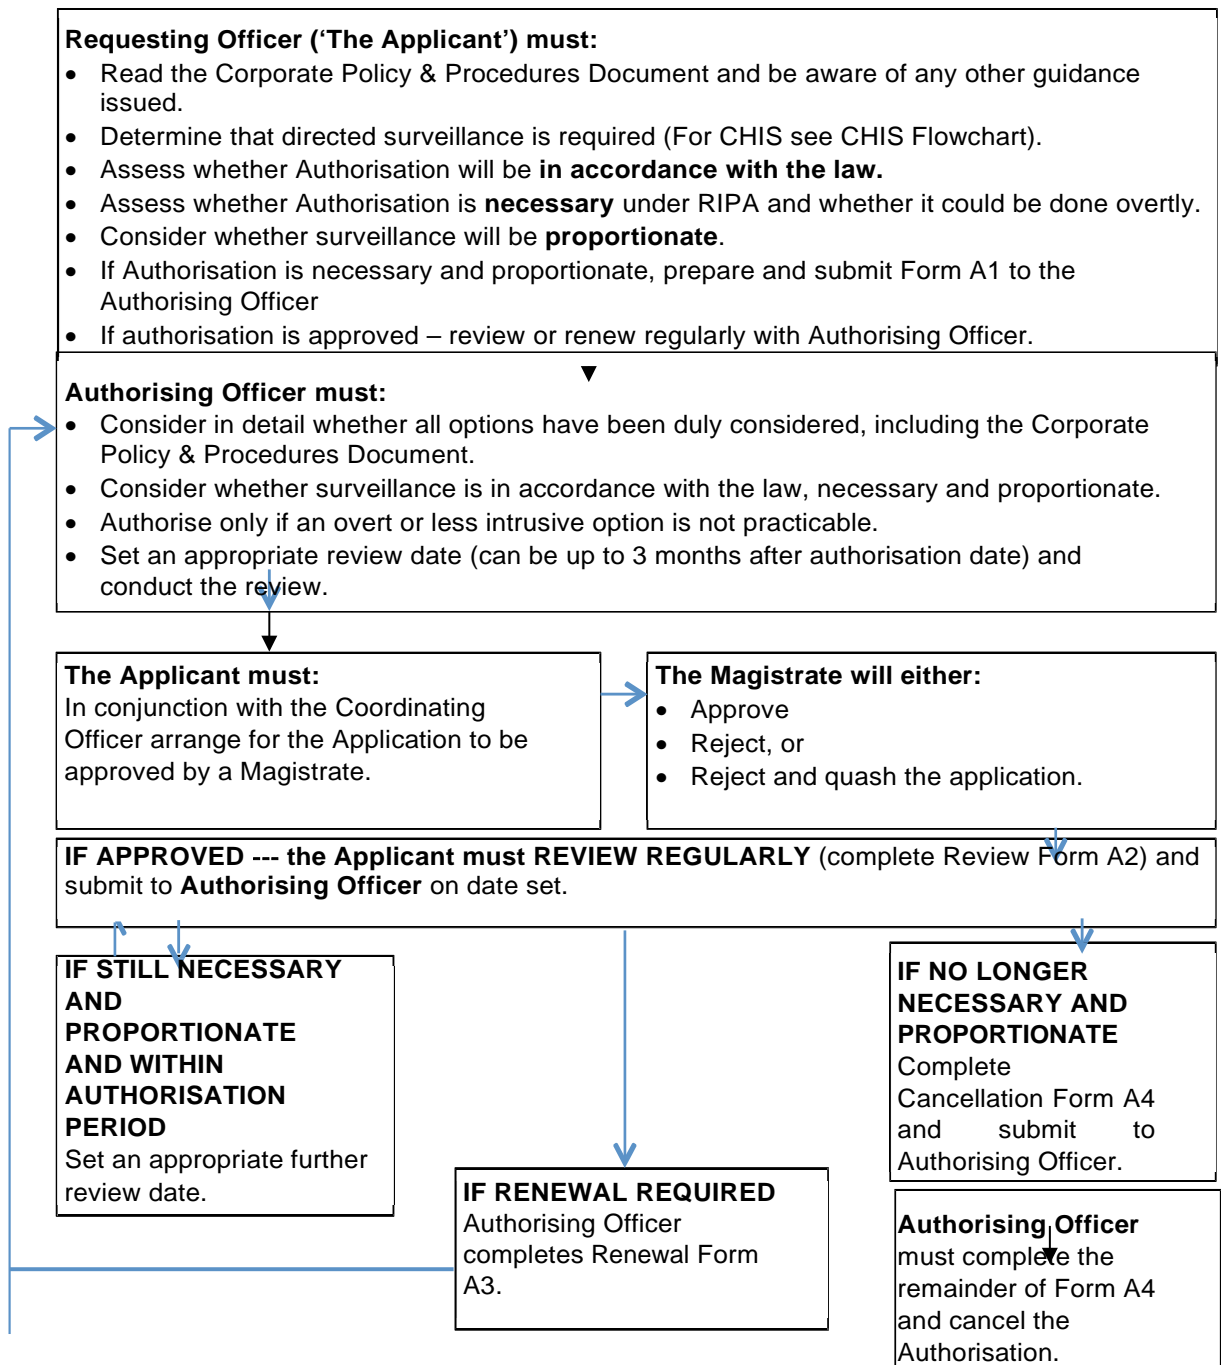 Requesting Officer (‘The Applicant’) must:
• Read the Corporate Policy & Procedures Document and be aware of any other guidance
issued.
• Determine that directed surveillance is required (For CHIS see CHIS Flowchart).
• Assess whether Authorisation will be in accordance with the law.
• Assess whether Authorisation is necessary under RIPA and whether it could be done overtly.
• Consider whether surveillance will be proportionate.
• If Authorisation is necessary and proportionate, prepare and submit Form A1 to the
Authorising Officer
• If authorisation is approved – review or renew regularly with Authorising Officer.
Authorising Officer must:
• Consider in detail whether all options have been duly considered, including the Corporate
Policy & Procedures Document.
• Consider whether surveillance is in accordance with the law, necessary and proportionate.
• Authorise only if an overt or less intrusive option is not practicable.
• Set an appropriate review date (can be up to 3 months after authorisation date) and
conduct the review.
The Applicant must:
In conjunction with the Coordinating
Officer arrange for the Application to be
approved by a Magistrate.
The Magistrate will either:
• Approve
• Reject, or
• Reject and quash the application.
IF APPROVED --- the Applicant must REVIEW REGULARLY (complete Review Form A2) and
submit to Authorising Officer on date set.
IF STILL NECESSARY
AND
PROPORTIONATE
AND WITHIN
AUTHORISATION
PERIOD
Set an appropriate further
review date.
IF RENEWAL REQUIRED
Authorising Officer
completes Renewal Form
A3.
IF NO LONGER
NECESSARY AND
PROPORTIONATE
Complete
Cancellation Form A4
and submit to
Authorising Officer.
Authorising Officer
must complete the
remainder of Form A4
and cancel the
Authorisation.